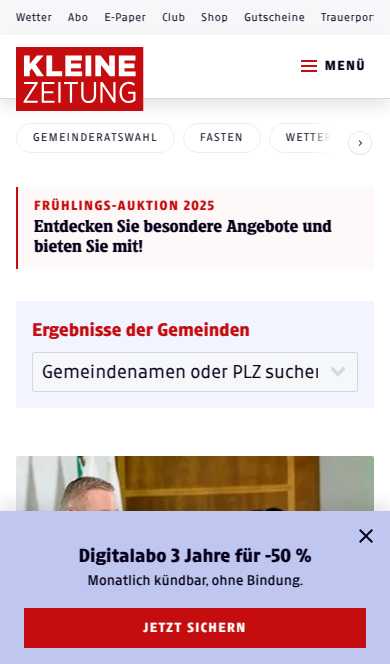 Wetter Abo E-Paper Club Shop Gutscheine
KLEINE
ZEITUNG
MENÜ
GEMEINDERATSWAHL FASTEN
FRÜHLINGS-AUKTION 2025
Entdecken Sie besondere Angebote und
bieten Sie mit!
Ergebnisse der Gemeinden
Gemeindenamen oder PLZ suchen
Digitalabo 3 Jahre für -50 %
Monatlich kündbar, ohne Bindung.
JETZT SICHERN